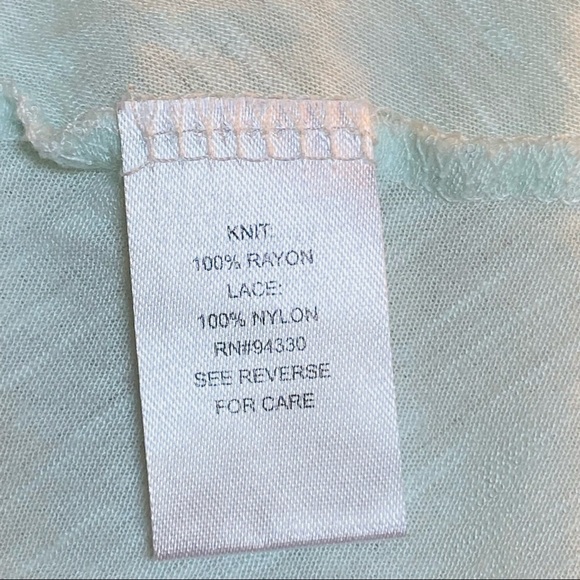 KNIT:
100% RAYON
LACE:
100% NYLON
RN#94330
SEE REVERSE
FOR CARE